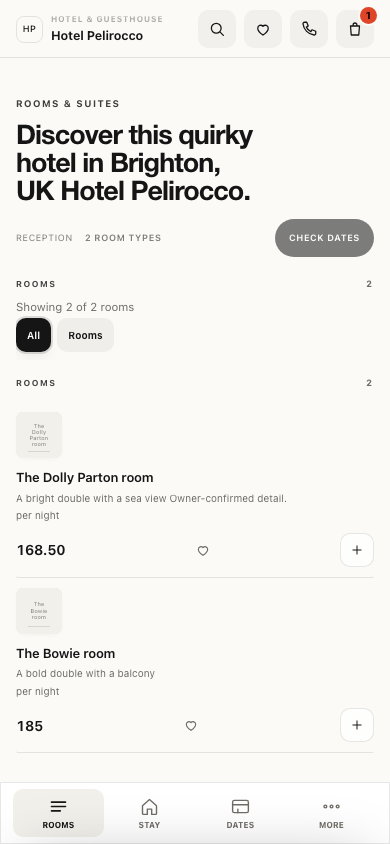 HP
HOTEL & GUESTHOUSE
Hotel Pelirocco
1
ROOMS & SUITES
Discover this quirky
hotel in Brighton,
UK Hotel Pelirocco.
RECEPTION 2 ROOM TYPES
CHECK DATES
ROOMS 2
Showing 2 of 2 rooms
All Rooms
ROOMS 2
The
Dolly
Parton
room
The Dolly Parton room
A bright double with a sea view Owner-confirmed detail.
per night
168.50
The
Bowie
room
The Bowie room
A bold double with a balcony
per night
185
ROOMS STAY DATES MORE